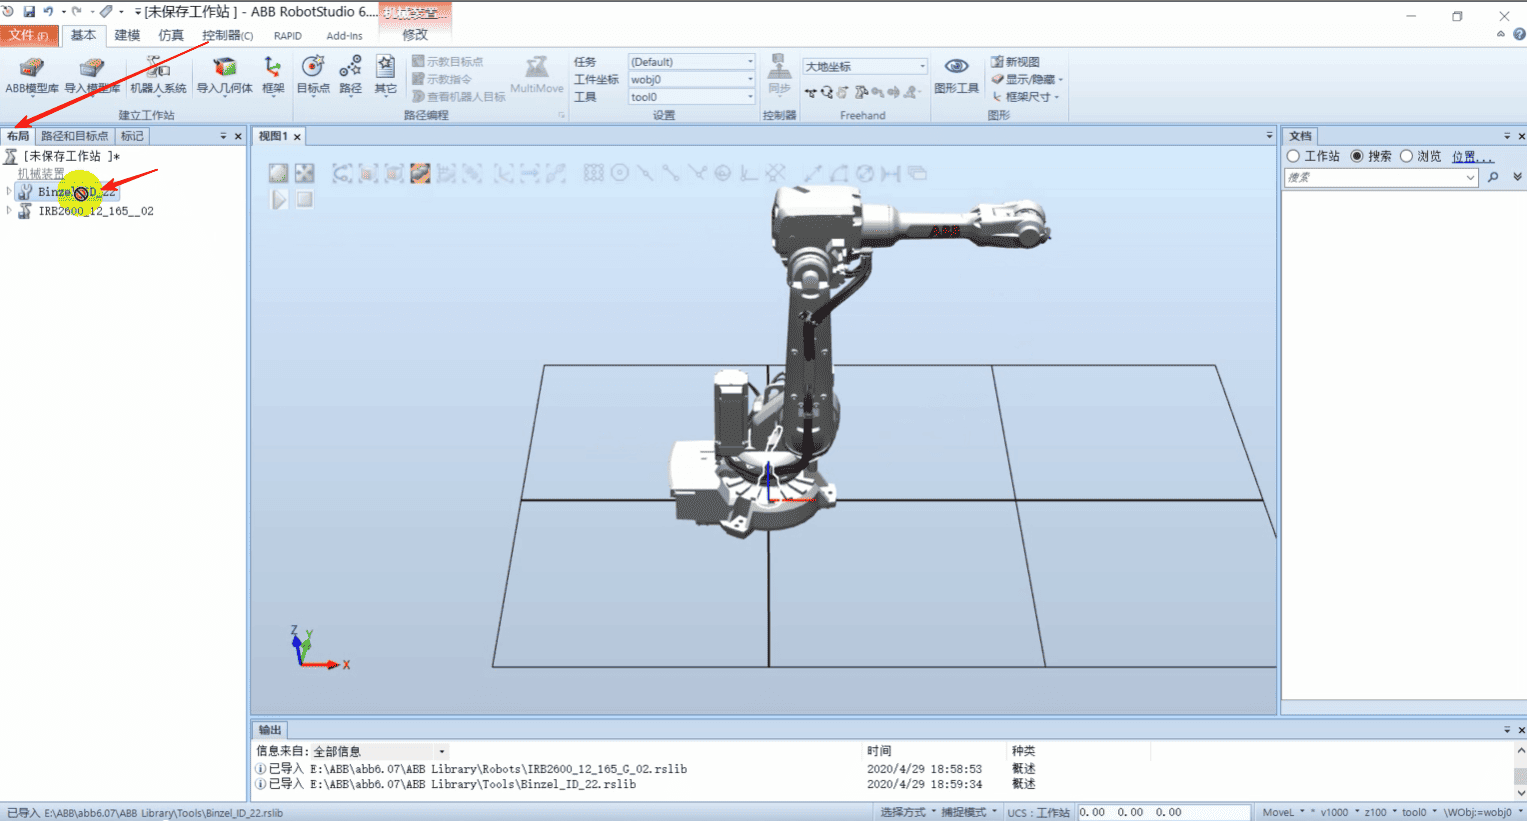 [未保存工作站 ] - ABB RobotStudio 6....
机械装置...
文件(F) 基本 建模 仿真 控制器(C) RAPID Add-Ins 修改
ABB模型库 导入模型库 机器人系统 导入几何体 框架
建立工作站
目标点 路径 其它
示教目标点
示教指令
查看机器人目标
MultiMove
路径编程
任务 (Default)
工件坐标 wobj0
工具 tool0
设置
同步
控制器
大地坐标
Freehand
图形工具
新视图
显示/隐藏
框架尺寸
图形
布局 路径和目标点 标记
[未保存工作站 ]*
机械装置
Binzel_ID_22
IRB2600_12_165__02
视图1
ABB
Z Y X
文档
工作站 搜索 浏览 位置...
搜索
输出
信息来自: 全部信息 时间 种类
已导入 E:\ABB\abb6.07\ABB Library\Robots\IRB2600_12_165_G_02.rslib 2020/4/29 18:58:53 概述
已导入 E:\ABB\abb6.07\ABB Library\Tools\Binzel_ID_22.rslib 2020/4/29 18:59:34 概述
已导入 E:\ABB\abb6.07\ABB Library\Tools\Binzel_ID_22.rslib 选择方式 捕捉模式 UCS : 工作站 0.00 0.00 0.00 MoveL * v1000 z100 tool0 \WObj:=wobj0